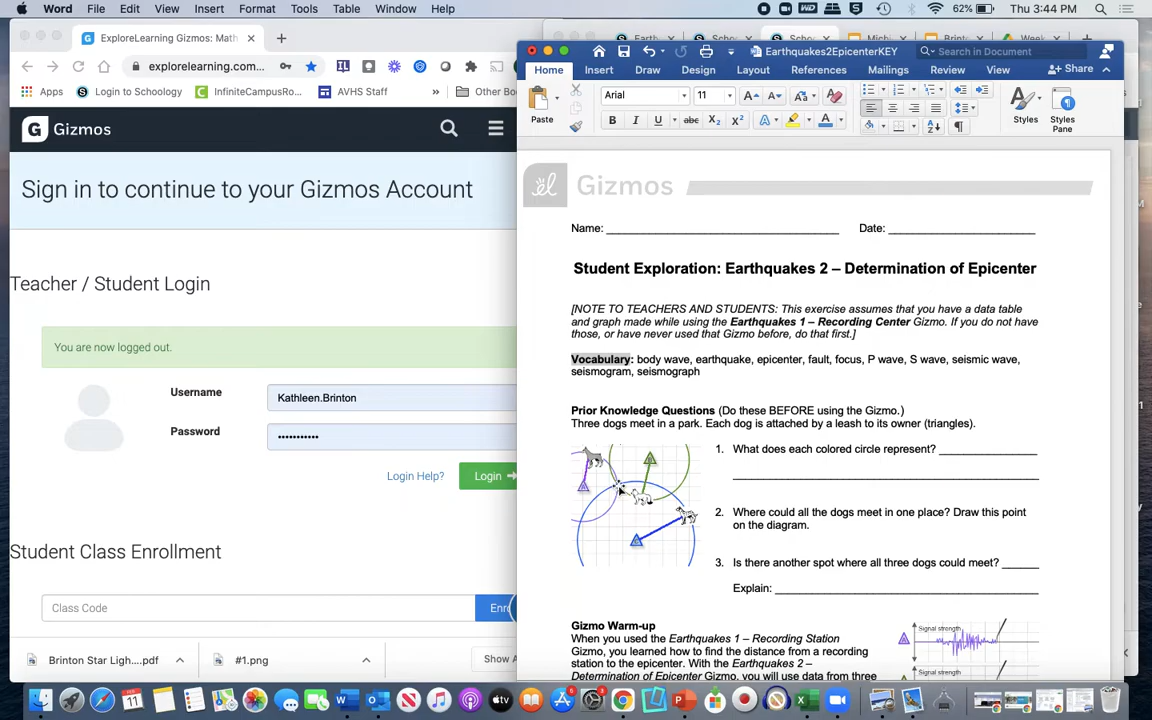 Word File Edit View Insert Format Tools Table Window Help
62% Thu 3:44 PM
ExploreLearning Gizmos: Math
explorelearning.com...
Apps Login to Schoology InfiniteCampusRo... AVHS Staff » Other Bo
Gizmos
Sign in to continue to your Gizmos Account
Teacher / Student Login
You are now logged out.
Username Kathleen.Brinton
Password •••••••••••
Login Help? Login
Student Class Enrollment
Class Code Enro
Brinton Star Ligh....pdf #1.png Show A
Earth Scho Scho Scho Michi Brint Week
Earthquakes2EpicenterKEY
Search in Document
Home Insert Draw Design Layout References Mailings Review View Share
Paste Arial 11
B I U abc X2 X2 A A
Styles Styles
Pane
el Gizmos
Name: Date:
Student Exploration: Earthquakes 2 – Determination of Epicenter
[NOTE TO TEACHERS AND STUDENTS: This exercise assumes that you have a data table
and graph made while using the Earthquakes 1 – Recording Center Gizmo. If you do not have
those, or have never used that Gizmo before, do that first.]
Vocabulary: body wave, earthquake, epicenter, fault, focus, P wave, S wave, seismic wave,
seismogram, seismograph
Prior Knowledge Questions (Do these BEFORE using the Gizmo.)
Three dogs meet in a park. Each dog is attached by a leash to its owner (triangles).
1. What does each colored circle represent?
2. Where could all the dogs meet in one place? Draw this point
on the diagram.
3. Is there another spot where all three dogs could meet?
Explain:
Gizmo Warm-up
When you used the Earthquakes 1 – Recording Station
Gizmo, you learned how to find the distance from a recording
station to the epicenter. With the Earthquakes 2 –
Determination of Epicenter Gizmo, you will use data from three
Signal strength
Signal strength